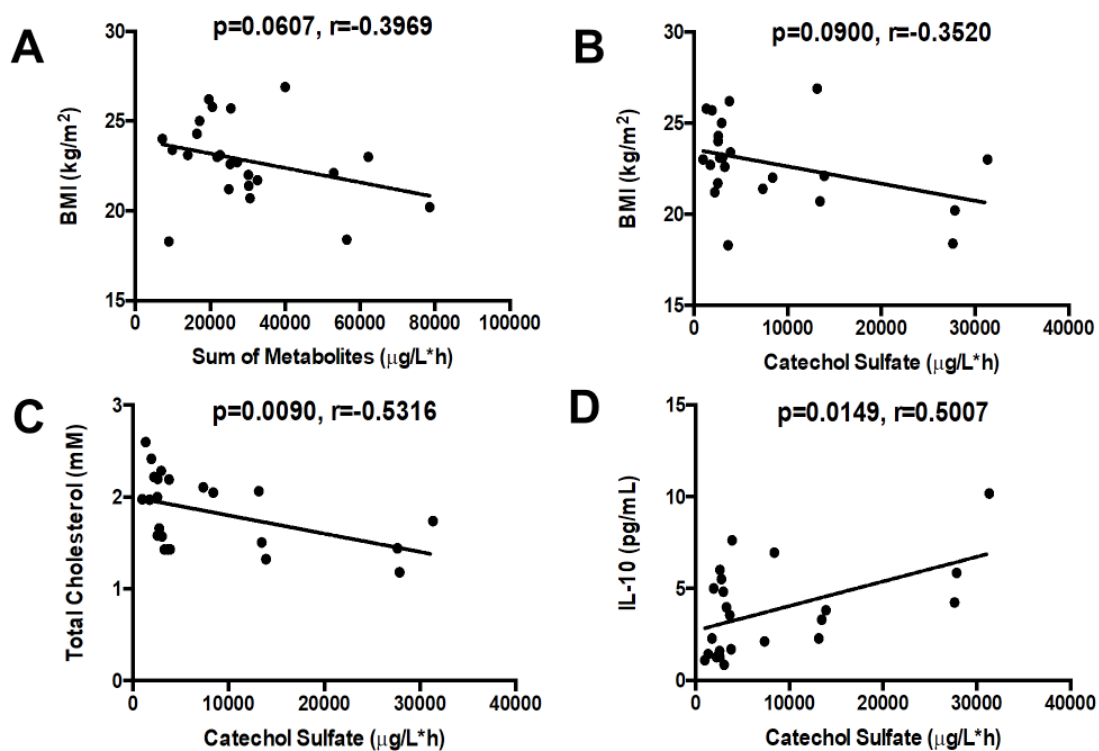 A
p=0.0607, r=-0.3969
30
25
20
15
BMI (kg/m2)
0 20000 40000 60000 80000 100000
Sum of Metabolites (μg/L*h)
B
p=0.0900, r=-0.3520
30
25
20
15
BMI (kg/m2)
0 10000 20000 30000 40000
Catechol Sulfate (μg/L*h)
C
p=0.0090, r=-0.5316
3
2
1
0
Total Cholesterol (mM)
0 10000 20000 30000 40000
Catechol Sulfate (μg/L*h)
D
p=0.0149, r=0.5007
15
10
5
0
IL-10 (pg/mL)
0 10000 20000 30000 40000
Catechol Sulfate (μg/L*h)